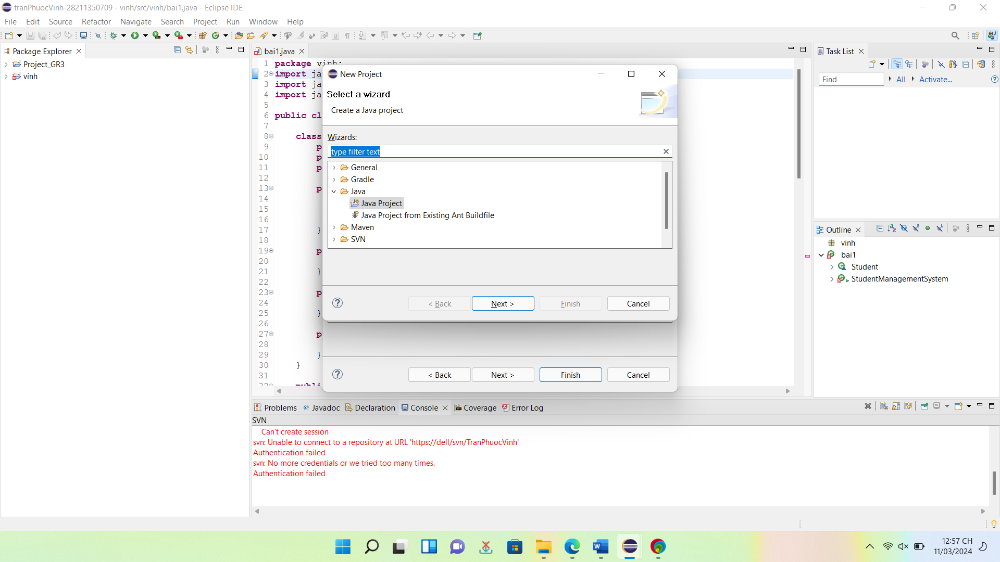 tranPhuocVinh-28211350709 - vinh/src/vinh/bai1.java - Eclipse IDE
File Edit Source Refactor Navigate Search Project Run Window Help
Package Explorer
Project_GR3
vinh
bai1.java
1 package vinh;
2 import ja
3 import ja
4 import ja
5
6 public cl
7
8 class
9 p
10 p
11 p
12
13 p
14
15
16
17 }
18
19 p
20
21 }
22
23 p
24
25 }
26
27 p
28
29 }
30 }
31
32 publi
New Project
Select a wizard
Create a Java project
Wizards:
type filter text
General
Gradle
Java
Java Project
Java Project from Existing Ant Buildfile
Maven
SVN
< Back Next > Finish Cancel
< Back Next > Finish Cancel
Task List
Find All Activate...
Outline
vinh
bai1
Student
StudentManagementSystem
Problems @ Javadoc Declaration Console Coverage Error Log
SVN
Can't create session
svn: Unable to connect to a repository at URL 'https://dell/svn/TranPhuocVinh'
Authentication failed
svn: No more credentials or we tried too many times.
Authentication failed
12:57 CH
11/03/2024